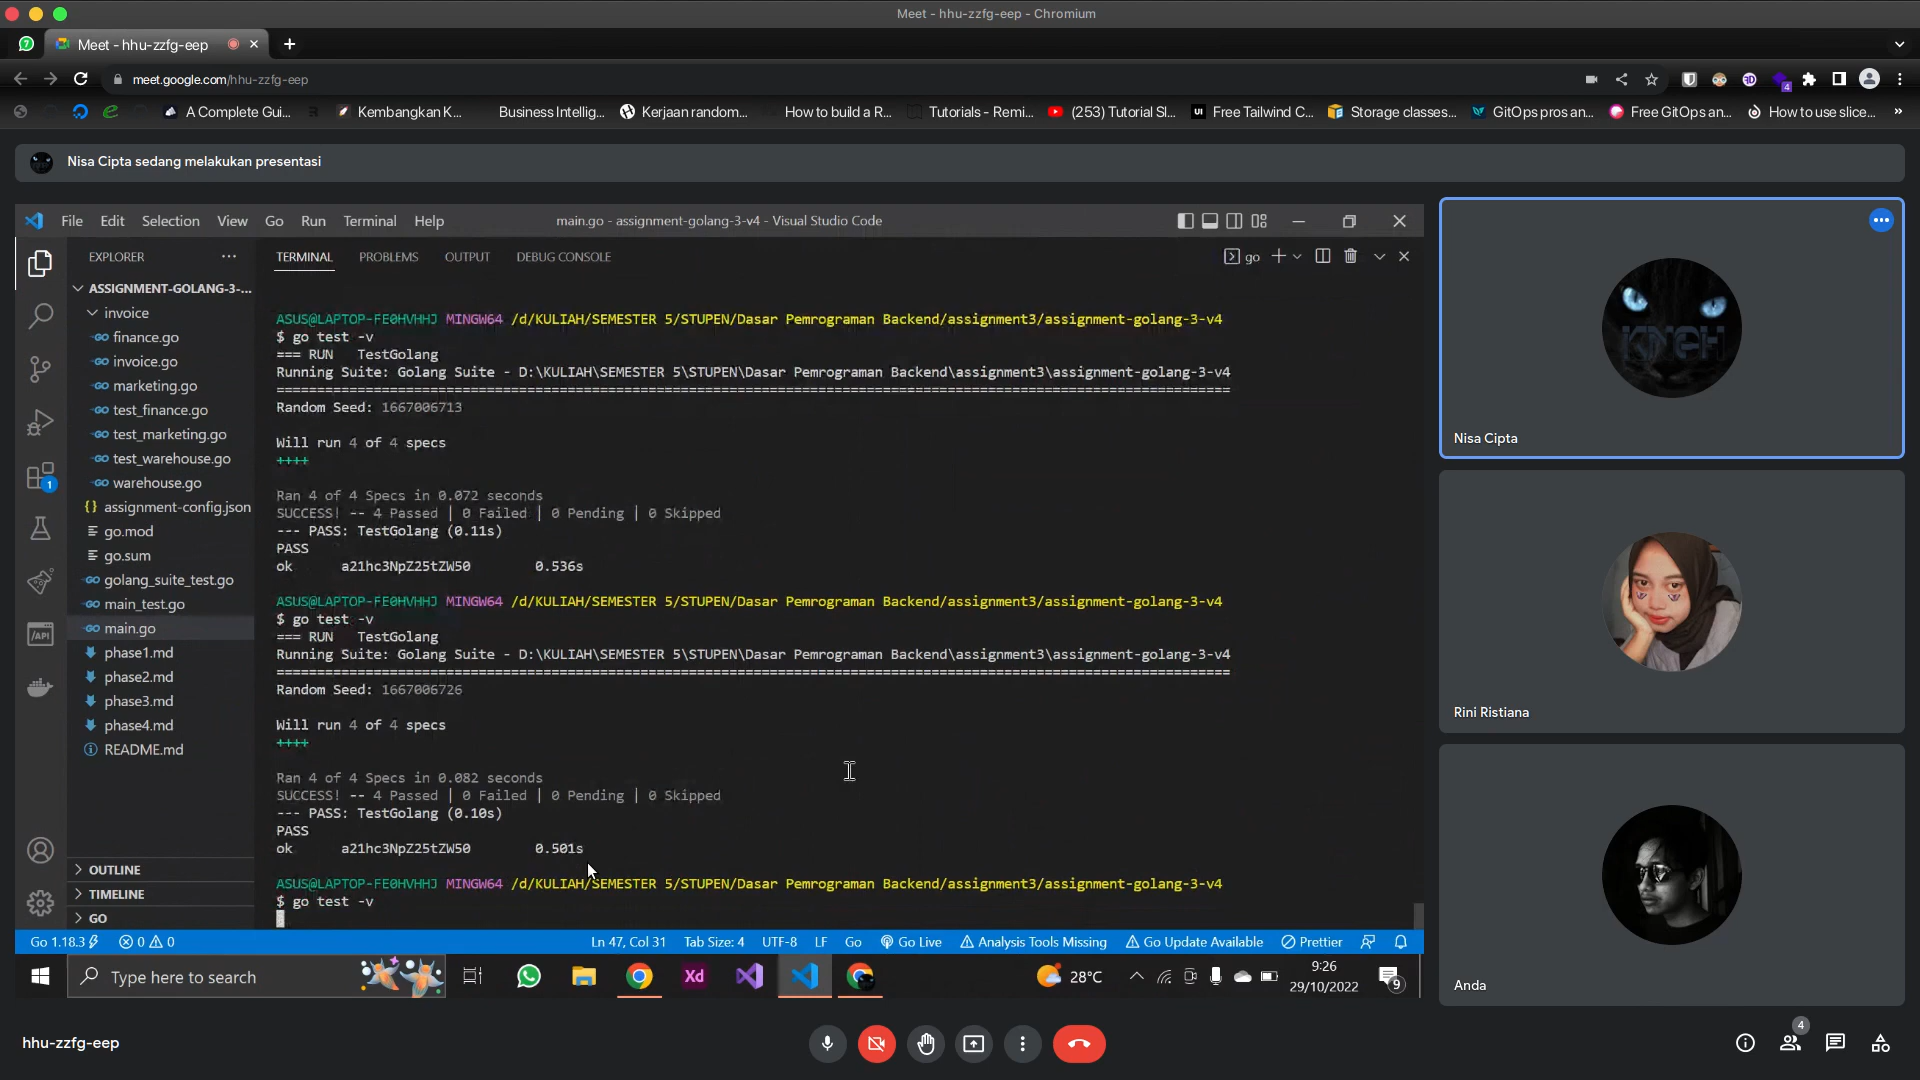 Meet - hhu-zzfg-eep - Chromium
Meet - hhu-zzfg-eep
meet.google.com/hhu-zzfg-eep
4
A Complete Gui...
Kembangkan K...
Business Intellig...
Kerjaan random...
How to build a R...
Tutorials - Remi...
(253) Tutorial Sl...
UI
Free Tailwind C...
Storage classes...
GitOps pros an...
Free GitOps an...
How to use slice...
»
Nisa Cipta sedang melakukan presentasi
File Edit Selection View Go Run Terminal Help
main.go - assignment-golang-3-v4 - Visual Studio Code
EXPLORER
ASSIGNMENT-GOLANG-3-...
invoice
finance.go
invoice.go
marketing.go
test_finance.go
test_marketing.go
test_warehouse.go
warehouse.go
assignment-config.json
go.mod
go.sum
golang_suite_test.go
main_test.go
main.go
phase1.md
phase2.md
phase3.md
phase4.md
README.md
OUTLINE
TIMELINE
GO
1
/API
TERMINAL PROBLEMS OUTPUT DEBUG CONSOLE
go
ASUS@LAPTOP-FE0HVHHJ MINGW64 /d/KULIAH/SEMESTER 5/STUPEN/Dasar Pemrograman Backend/assignment3/assignment-golang-3-v4
$ go test -v
=== RUN   TestGolang
Running Suite: Golang Suite - D:\KULIAH\SEMESTER 5\STUPEN\Dasar Pemrograman Backend\assignment3\assignment-golang-3-v4
======================================================================================================================
Random Seed: 1667006713
Will run 4 of 4 specs
++++
Ran 4 of 4 Specs in 0.072 seconds
SUCCESS! -- 4 Passed | 0 Failed | 0 Pending | 0 Skipped
--- PASS: TestGolang (0.11s)
PASS
ok      a21hc3NpZ25tZW50        0.536s
ASUS@LAPTOP-FE0HVHHJ MINGW64 /d/KULIAH/SEMESTER 5/STUPEN/Dasar Pemrograman Backend/assignment3/assignment-golang-3-v4
$ go test -v
=== RUN   TestGolang
Running Suite: Golang Suite - D:\KULIAH\SEMESTER 5\STUPEN\Dasar Pemrograman Backend\assignment3\assignment-golang-3-v4
======================================================================================================================
Random Seed: 1667006726
Will run 4 of 4 specs
++++
Ran 4 of 4 Specs in 0.082 seconds
SUCCESS! -- 4 Passed | 0 Failed | 0 Pending | 0 Skipped
--- PASS: TestGolang (0.10s)
PASS
ok      a21hc3NpZ25tZW50        0.501s
ASUS@LAPTOP-FE0HVHHJ MINGW64 /d/KULIAH/SEMESTER 5/STUPEN/Dasar Pemrograman Backend/assignment3/assignment-golang-3-v4
$ go test -v
Go 1.18.3 0 0 Ln 47, Col 31 Tab Size: 4 UTF-8 LF Go Go Live Analysis Tools Missing Go Update Available Prettier
Type here to search
Xd
28°C
9:26
29/10/2022
9
Nisa Cipta
Rini Ristiana
Anda
hhu-zzfg-eep
4